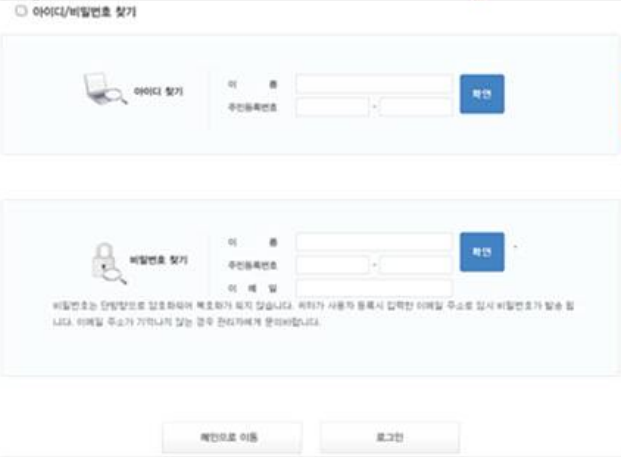 아이디/비밀번호 찾기
아이디 찾기
이 름
주민등록번호
-
확인
비밀번호 찾기
이 름
주민등록번호
-
이 메 일
확인
비밀번호는 단방향으로 암호화되어 복호화가 되지 않습니다. 귀하가 사용자 등록시 입력한 이메일 주소로 임시 비밀번호가 발송 됩
니다. 이메일 주소가 기억나지 않는 경우 관리자에게 문의바랍니다.
메인으로 이동
로그인